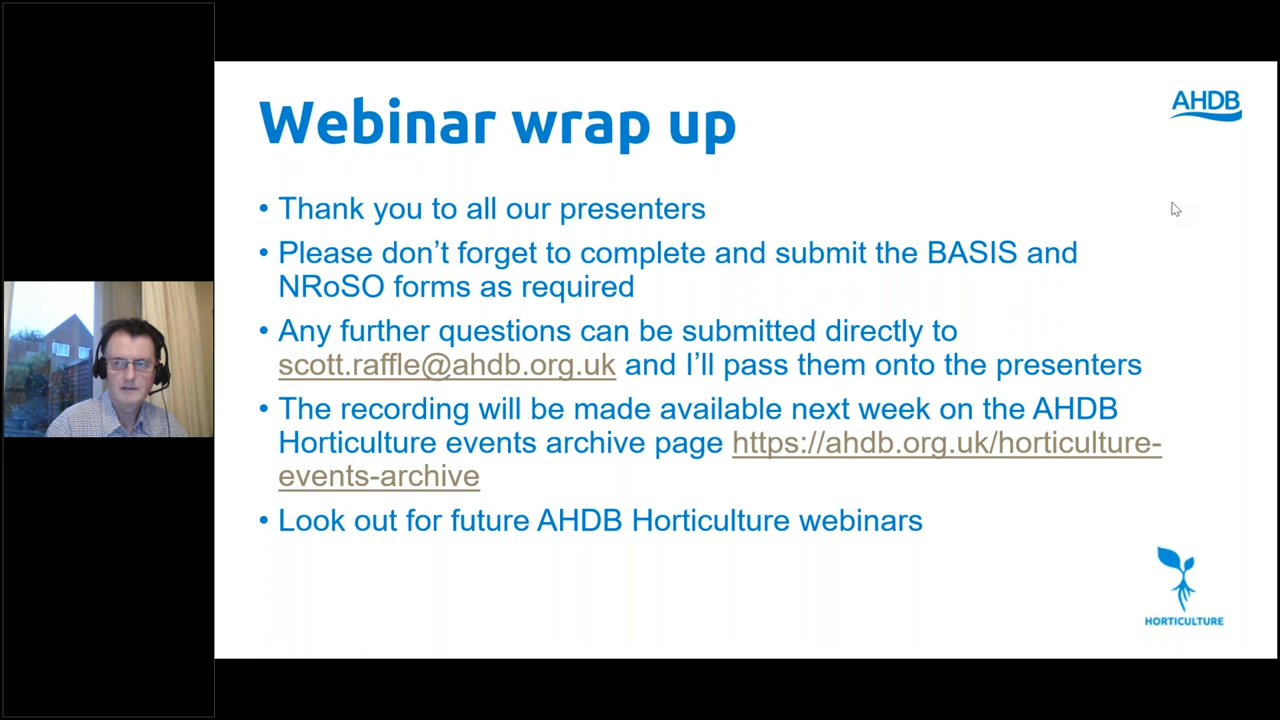 Webinar wrap up
AHDB
• Thank you to all our presenters
• Please don’t forget to complete and submit the BASIS and
NRoSO forms as required
• Any further questions can be submitted directly to
scott.raffle@ahdb.org.uk and I’ll pass them onto the presenters
• The recording will be made available next week on the AHDB
Horticulture events archive page https://ahdb.org.uk/horticulture-
events-archive
• Look out for future AHDB Horticulture webinars
HORTICULTURE